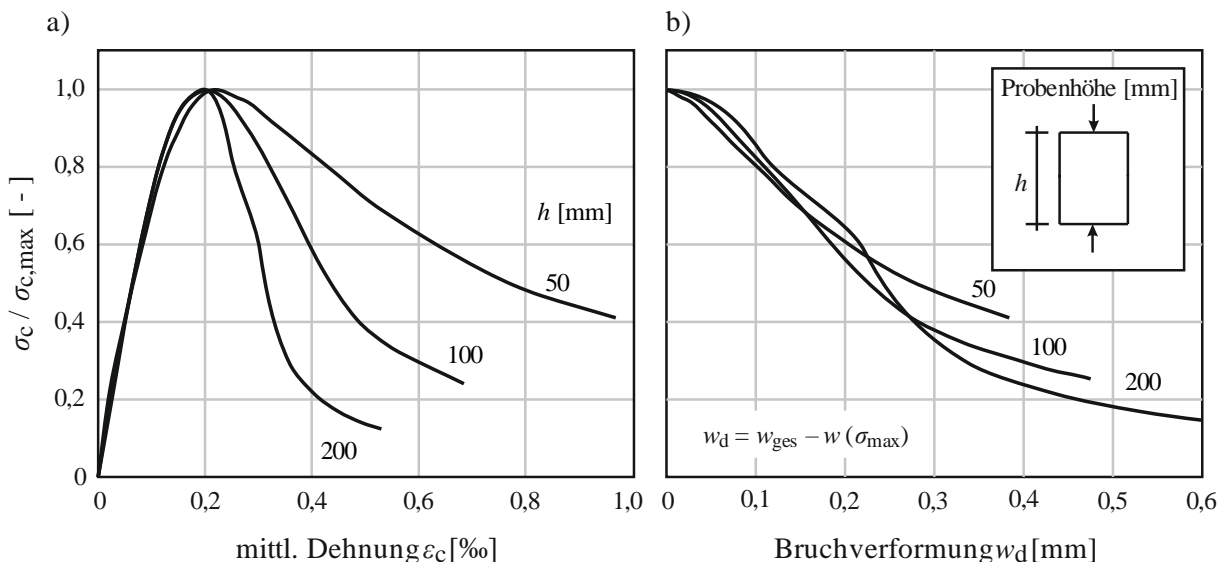 a)
σc / σc,max [ - ]
1,0
0,8
0,6
0,4
0,2
0
h [mm]
50
100
200
0
0,2
0,4
0,6
0,8
1,0
mittl. Dehnung εc [‰]
b)
Probenhöhe [mm]
h
50
100
200
wd = wges – w (σmax)
0
0,1
0,2
0,3
0,4
0,5
0,6
Bruchverformung wd [mm]